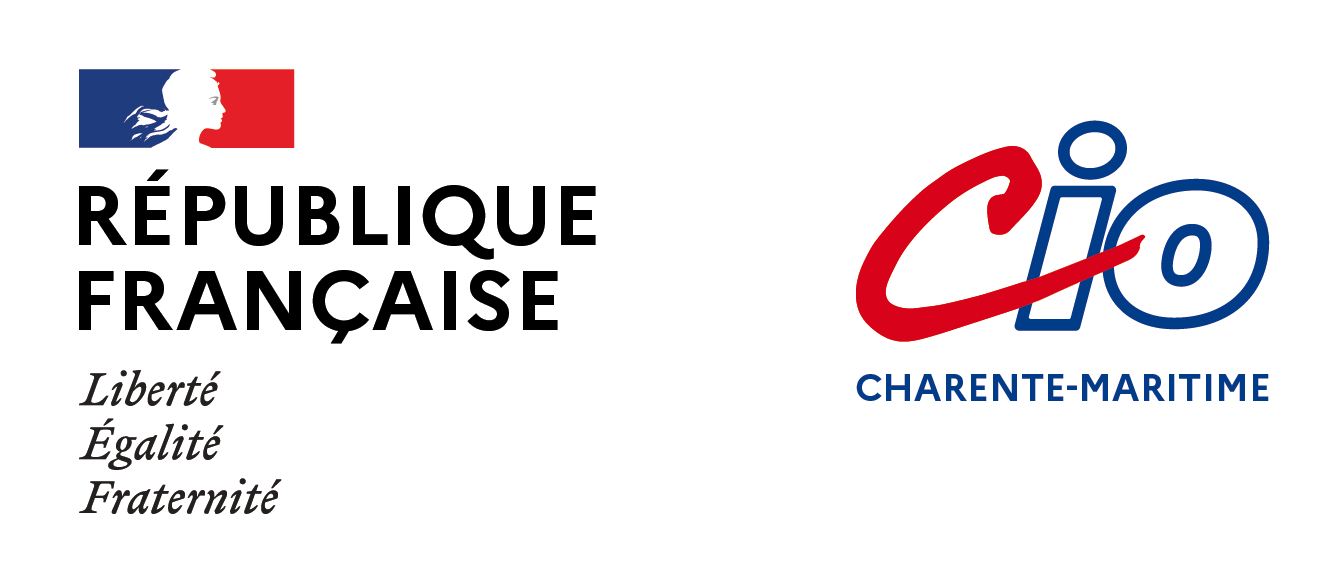 RÉPUBLIQUE
FRANÇAISE
Liberté
Égalité
Fraternité
Cio
CHARENTE-MARITIME